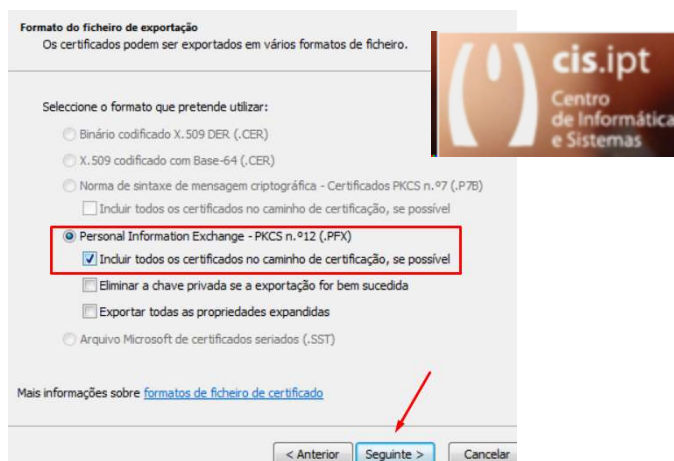 Formato do ficheiro de exportação
Os certificados podem ser exportados em vários formatos de ficheiro.
cis.ipt
Centro
de Informática
e Sistemas
Seleccione o formato que pretende utilizar:
Binário codificado X.509 DER (.CER)
X.509 codificado com Base-64 (.CER)
Norma de sintaxe de mensagem criptográfica - Certificados PKCS n.º7 (.P7B)
Incluir todos os certificados no caminho de certificação, se possível
Personal Information Exchange - PKCS n.º12 (.PFX)
Incluir todos os certificados no caminho de certificação, se possível
Eliminar a chave privada se a exportação for bem sucedida
Exportar todas as propriedades expandidas
Arquivo Microsoft de certificados seriados (.SST)
Mais informações sobre formatos de ficheiro de certificado
< Anterior Seguinte > Cancelar